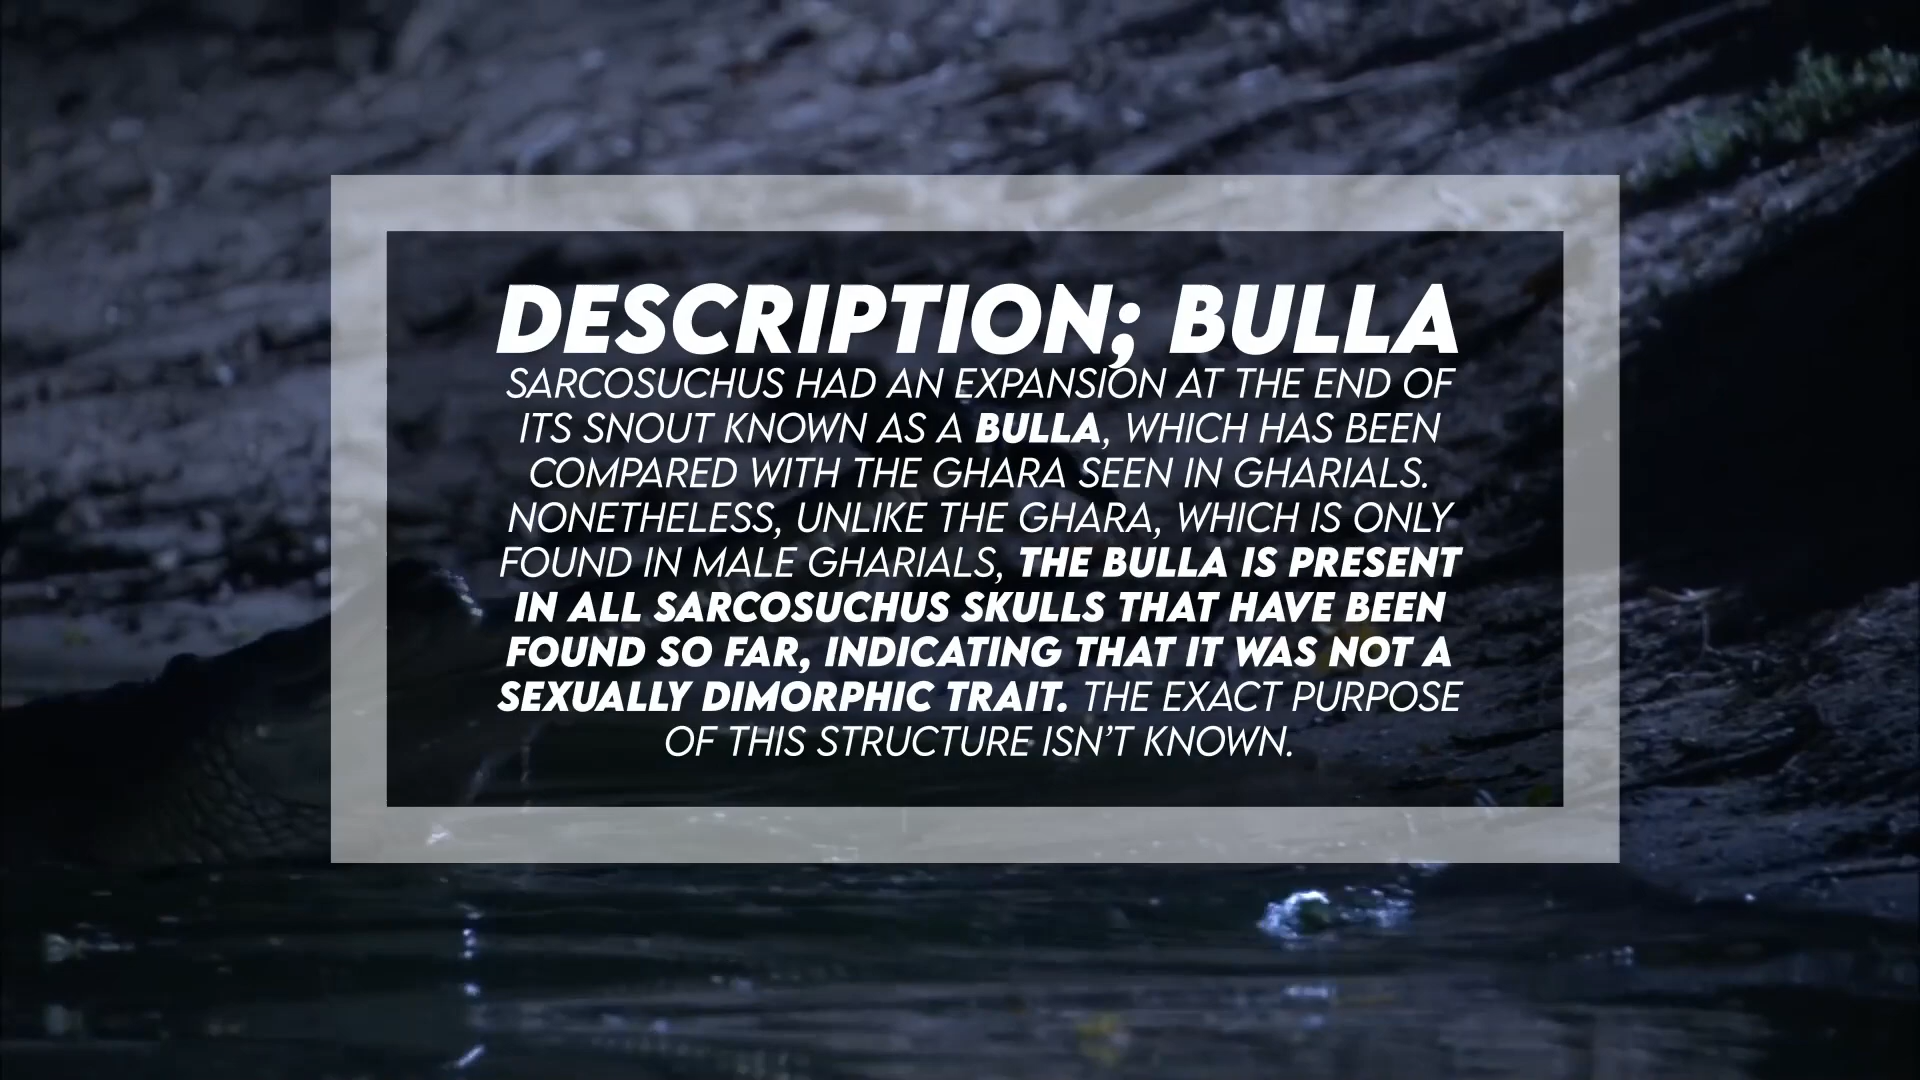 DESCRIPTION; BULLA
SARCOSUCHUS HAD AN EXPANSION AT THE END OF
ITS SNOUT KNOWN AS A BULLA, WHICH HAS BEEN
COMPARED WITH THE GHARA SEEN IN GHARIALS.
NONETHELESS, UNLIKE THE GHARA, WHICH IS ONLY
FOUND IN MALE GHARIALS, THE BULLA IS PRESENT
IN ALL SARCOSUCHUS SKULLS THAT HAVE BEEN
FOUND SO FAR, INDICATING THAT IT WAS NOT A
SEXUALLY DIMORPHIC TRAIT. THE EXACT PURPOSE
OF THIS STRUCTURE ISN’T KNOWN.